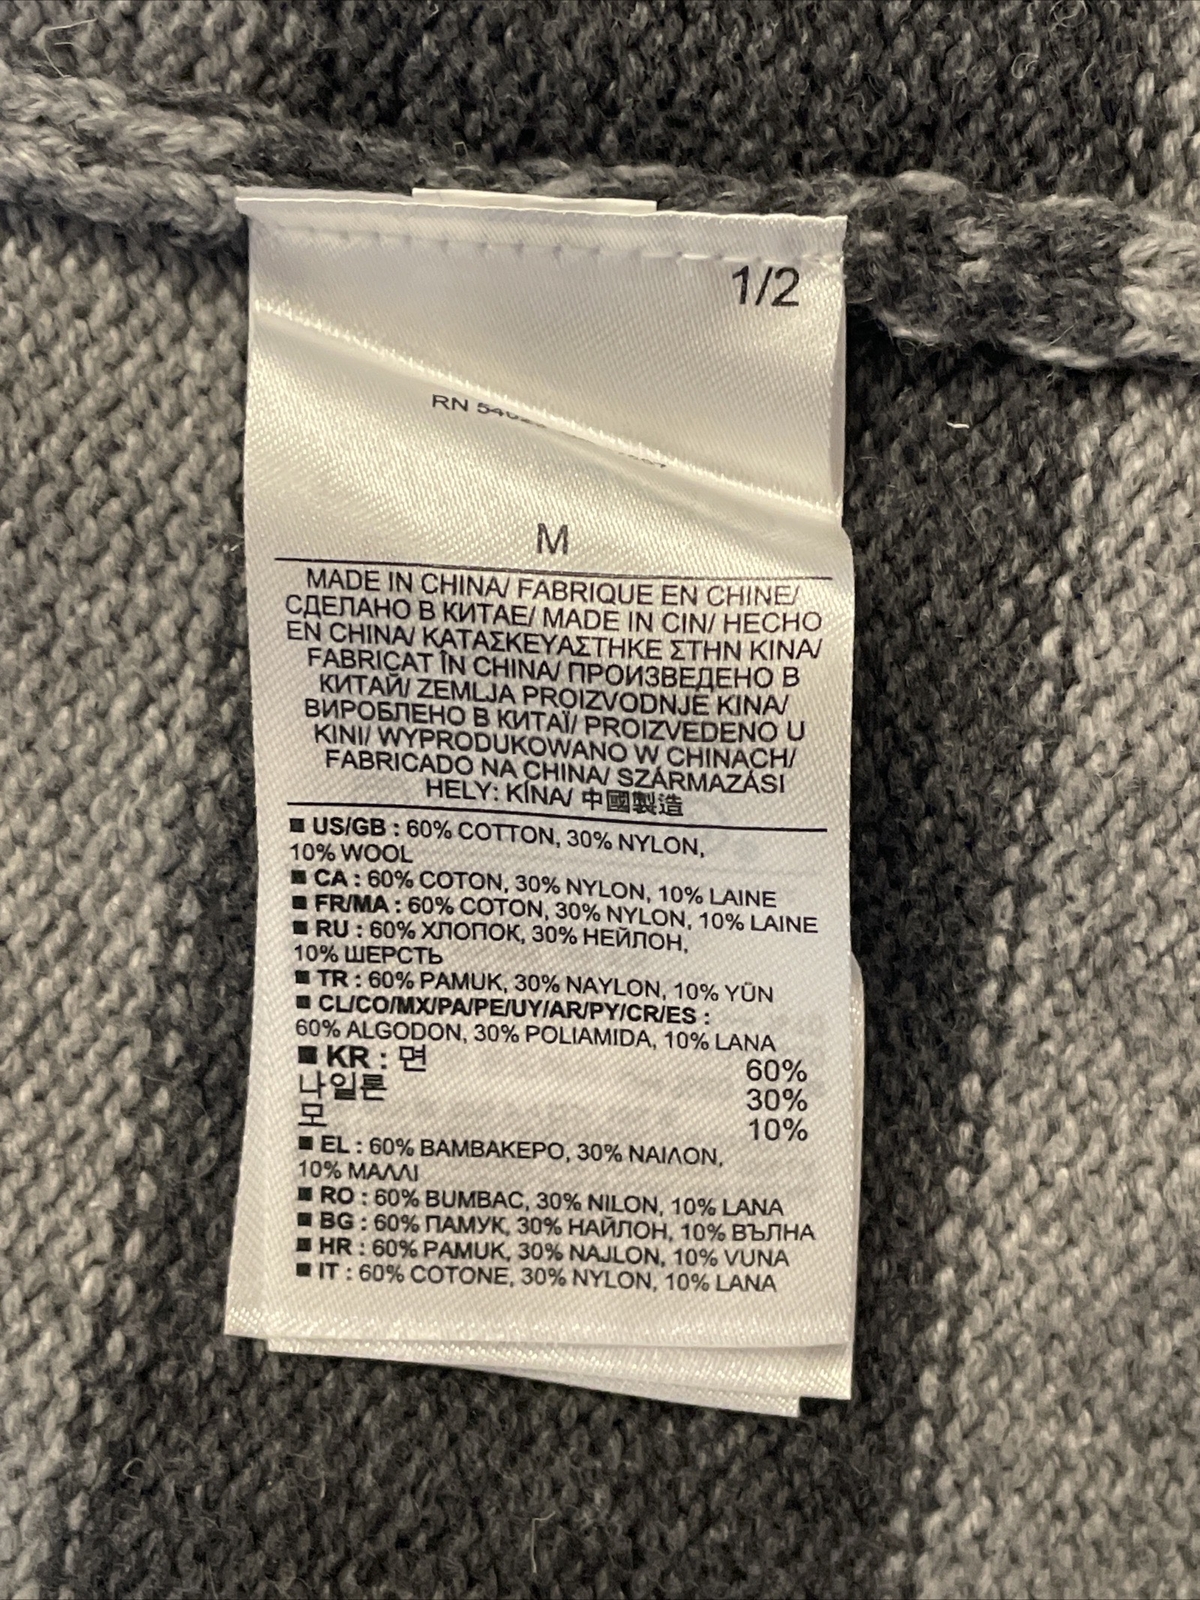 1/2
RN
M
MADE IN CHINA/ FABRIQUE EN CHINE/
СДЕЛАНО В КИТАЕ/ MADE IN CIN/ HECHO
EN CHINA/ ΚΑΤΑΣΚΕΥΑΣΤΗΚΕ ΣΤΗΝ ΚΙΝΑ/
FABRICAT ÎN CHINA/ ПРОИЗВЕДЕНО В
КИТАЙ/ ZEMLJA PROIZVODNJE KINA/
ВИРОБЛЕНО В КИТАЇ/ PROIZVEDENO U
KINI/ WYPRODUKOWANO W CHINACH/
FABRICADO NA CHINA/ SZÁRMAZÁSI
HELY: KÍNA/ 中國製造
■ US/GB : 60% COTTON, 30% NYLON,
10% WOOL
■ CA : 60% COTON, 30% NYLON, 10% LAINE
■ FR/MA : 60% COTON, 30% NYLON, 10% LAINE
■ RU : 60% ХЛОПОК, 30% НЕЙЛОН,
10% ШЕРСТЬ
■ TR : 60% PAMUK, 30% NAYLON, 10% YÜN
■ CL/CO/MX/PA/PE/UY/AR/PY/CR/ES :
60% ALGODON, 30% POLIAMIDA, 10% LANA
■ KR : 면 60%
나일론 30%
모 10%
■ EL : 60% ΒΑΜΒΑΚΕΡΟ, 30% ΝΑΙΛΟΝ,
10% ΜΑΛΛΙ
■ RO : 60% BUMBAC, 30% NILON, 10% LANA
■ BG : 60% ПАМУК, 30% НАЙЛОН, 10% ВЪЛНА
■ HR : 60% PAMUK, 30% NAJLON, 10% VUNA
■ IT : 60% COTONE, 30% NYLON, 10% LANA